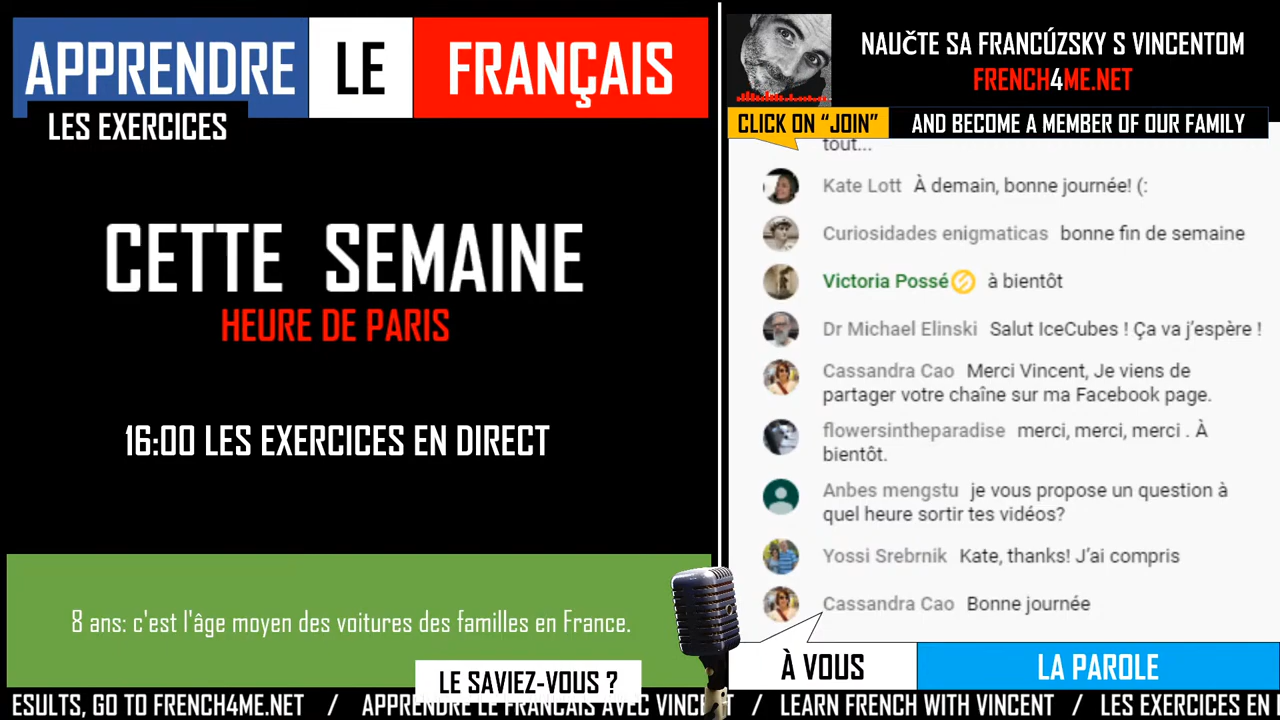 APPRENDRE LE FRANÇAIS
LES EXERCICES
CETTE SEMAINE
HEURE DE PARIS
16:00 LES EXERCICES EN DIRECT
8 ans: c'est l'âge moyen des voitures des familles en France.
LE SAVIEZ-VOUS ?
NAUČTE SA FRANCÚZSKY S VINCENTOM
FRENCH4ME.NET
CLICK ON “JOIN” AND BECOME A MEMBER OF OUR FAMILY
tout...
Kate Lott À demain, bonne journée! (:
Curiosidades enigmaticas bonne fin de semaine
Victoria Possé à bientôt
Dr Michael Elinski Salut IceCubes ! Ça va j’espère !
Cassandra Cao Merci Vincent, Je viens de
partager votre chaîne sur ma Facebook page.
flowersintheparadise merci, merci, merci . À
bientôt.
Anbes mengstu je vous propose un question à
quel heure sortir tes vidéos?
Yossi Srebrnik Kate, thanks! J’ai compris
Cassandra Cao Bonne journée
À VOUS LA PAROLE
ESULTS, GO TO FRENCH4ME.NET / APPRENDRE LE FRANCAIS AVEC VINCENT / LEARN FRENCH WITH VINCENT / LES EXERCICES EN